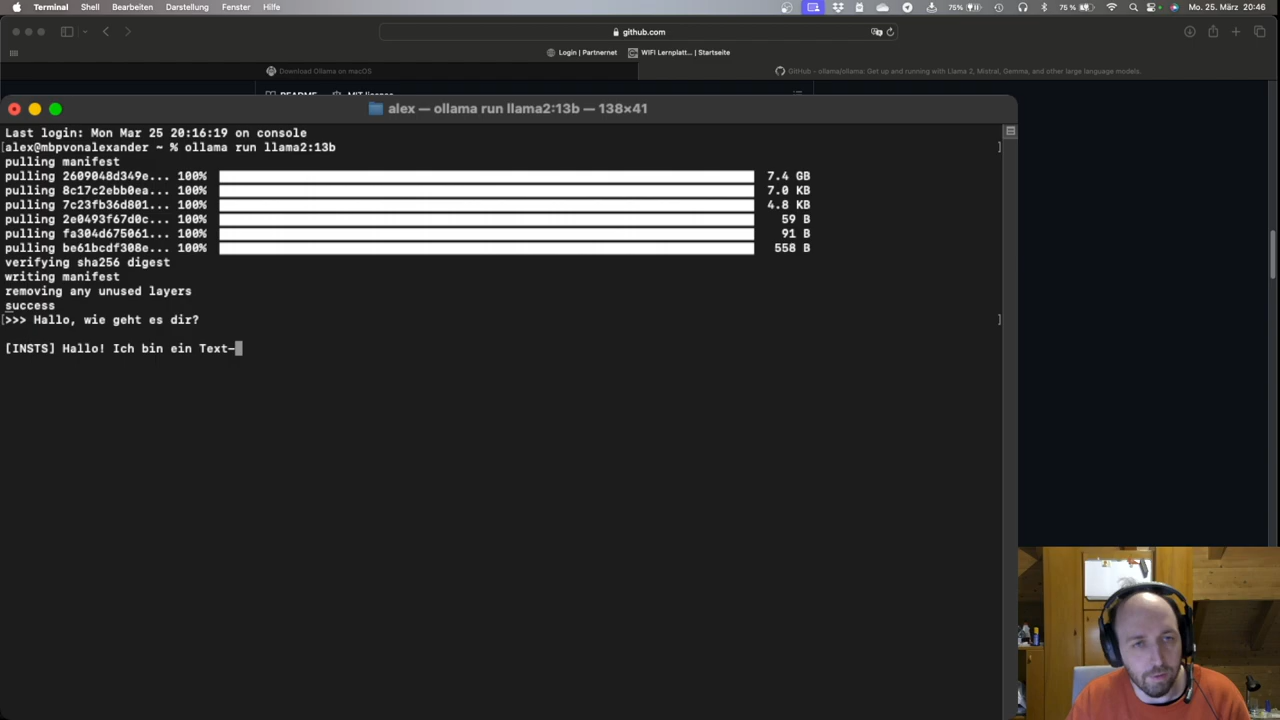 Terminal Shell Bearbeiten Darstellung Fenster Hilfe 75% 75 % Mo. 25. März 20:46
github.com
Login | Partnernet WIFI Lernplatt... | Startseite
Download Ollama on macOS GitHub - ollama/ollama: Get up and running with Llama 2, Mistral, Gemma, and other large language models.
README MIT license
alex — ollama run llama2:13b — 138×41
Last login: Mon Mar 25 20:16:19 on console
[alex@mbpvonalexander ~ % ollama run llama2:13b ]
pulling manifest
pulling 2609048d349e... 100% 7.4 GB
pulling 8c17c2ebb0ea... 100% 7.0 KB
pulling 7c23fb36d801... 100% 4.8 KB
pulling 2e0493f67d0c... 100% 59 B
pulling fa304d675061... 100% 91 B
pulling be61bcdf308e... 100% 558 B
verifying sha256 digest
writing manifest
removing any unused layers
success
[>>> Hallo, wie geht es dir? ]
[INSTS] Hallo! Ich bin ein Text-